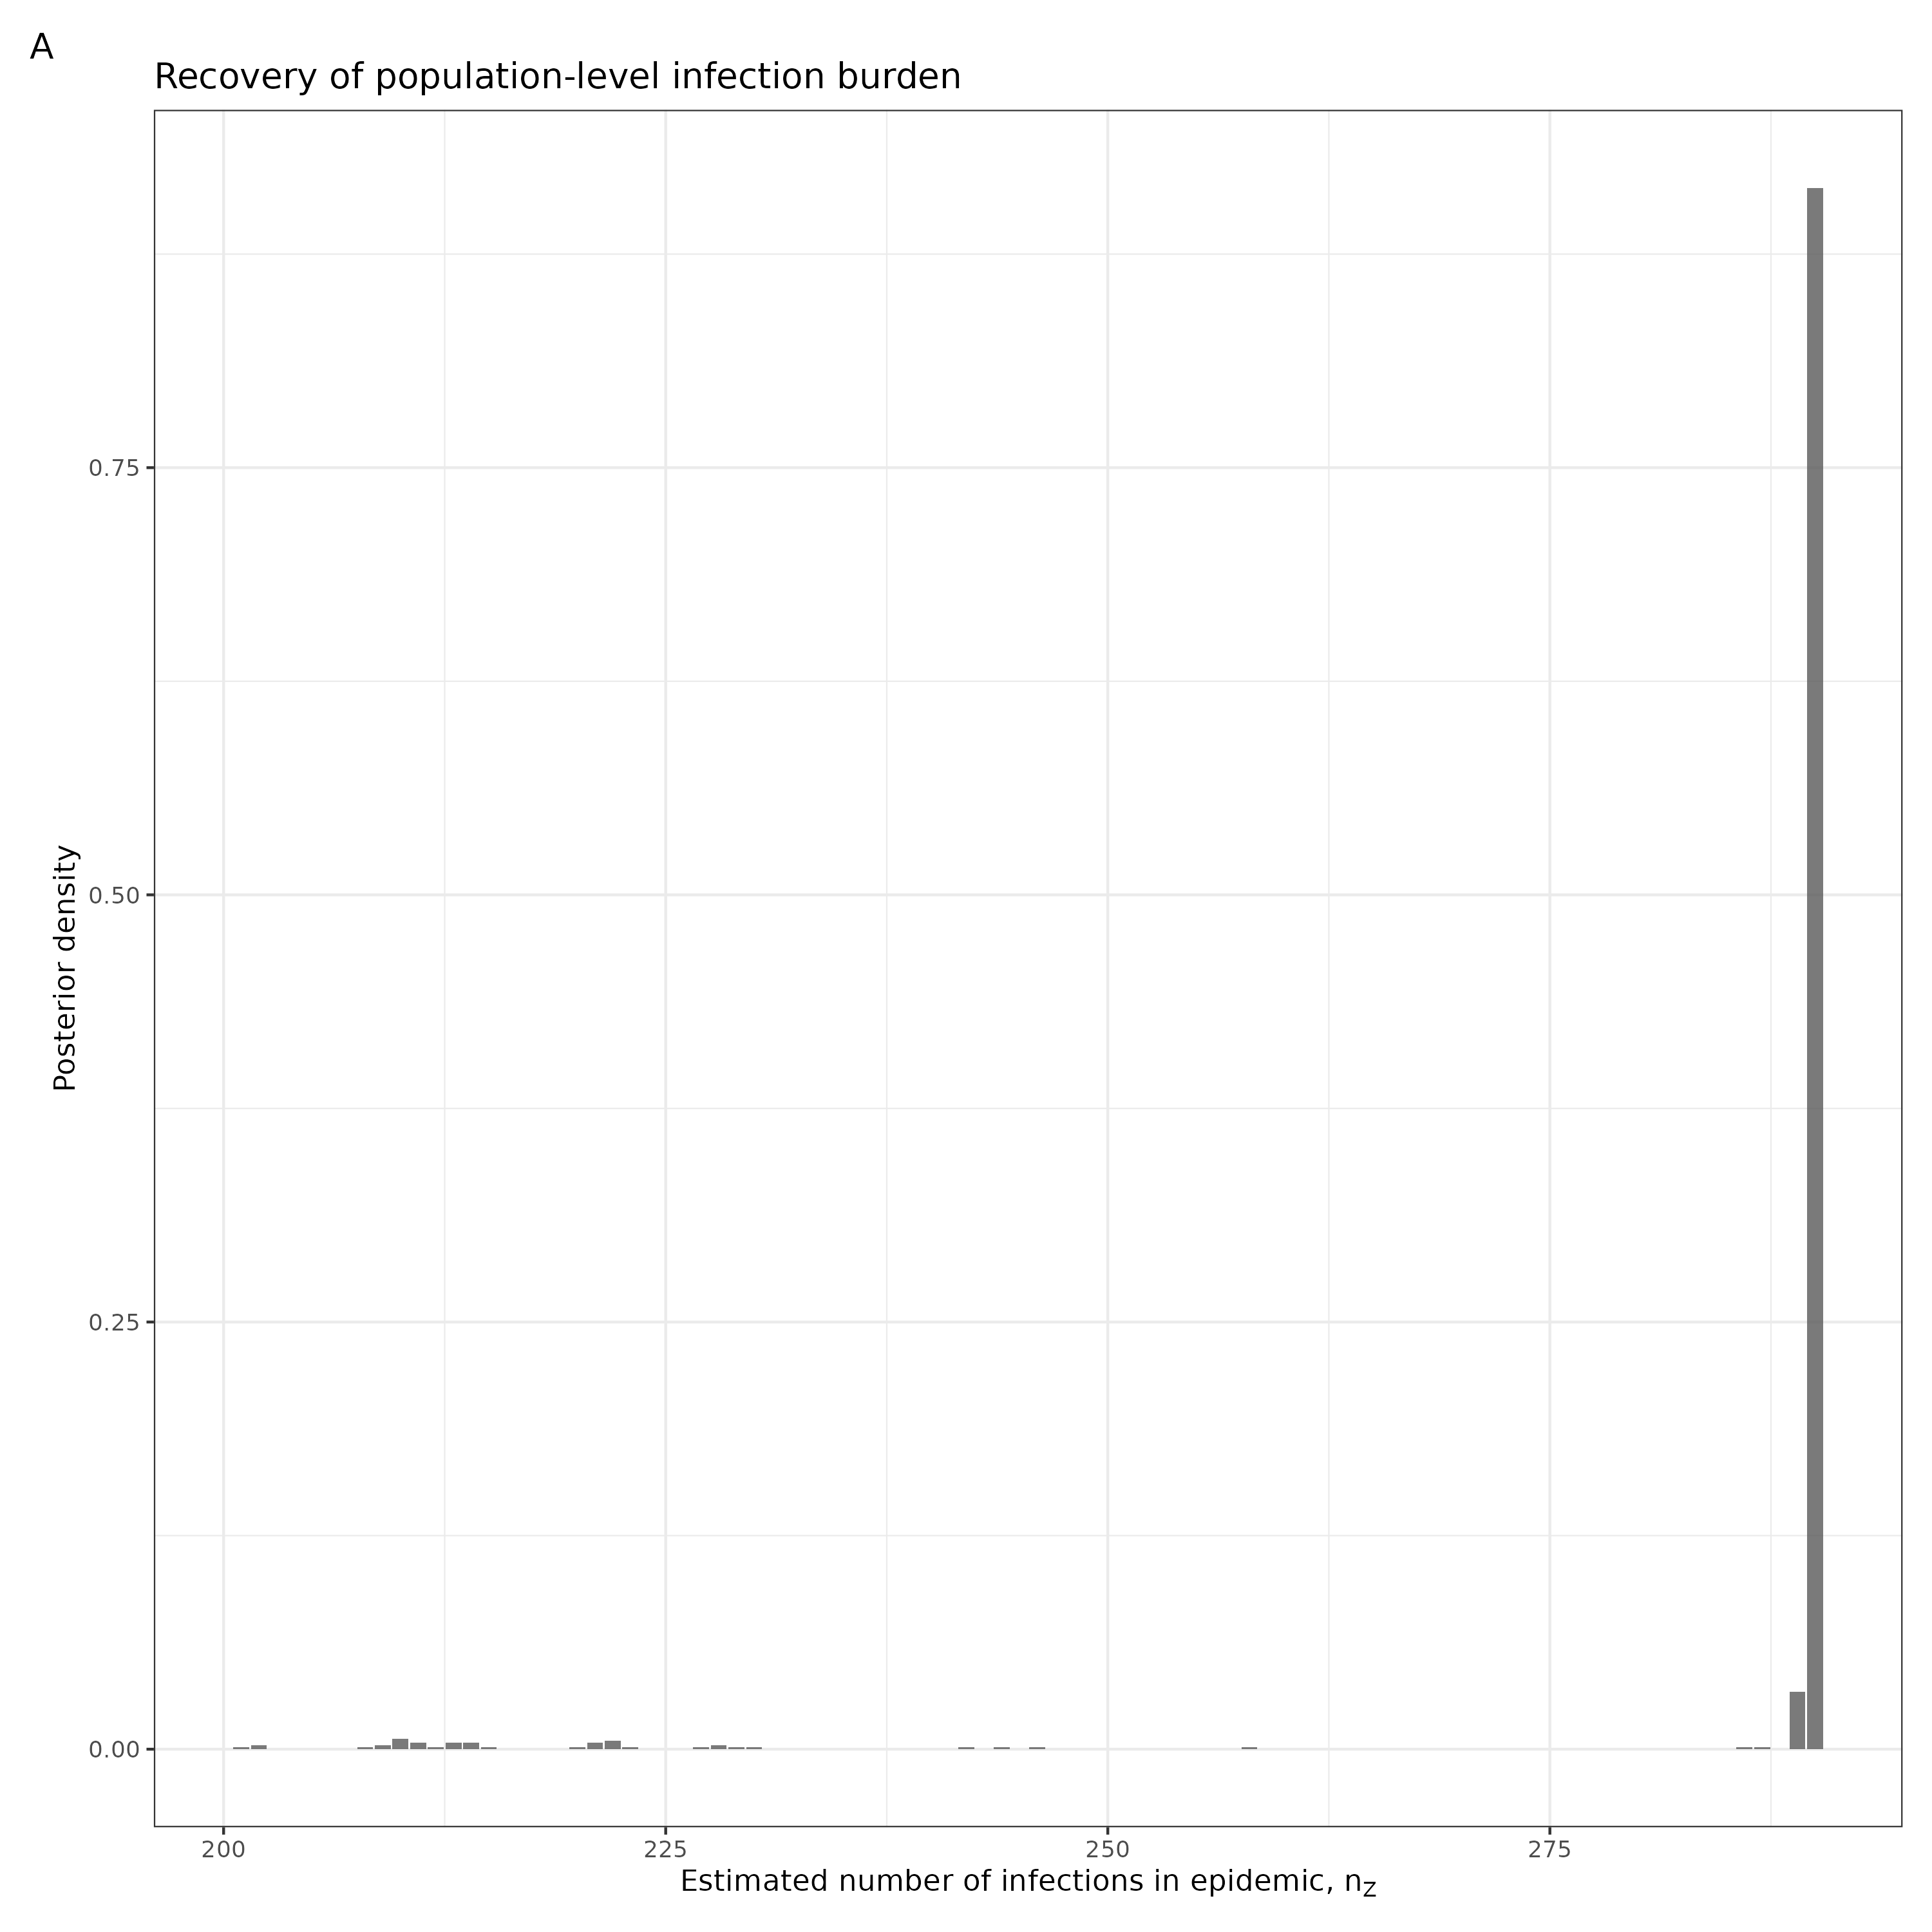 A
Recovery of population-level infection burden
Posterior density
0.75
0.50
0.25
0.00
200
225
250
275
Estimated number of infections in epidemic, nZ